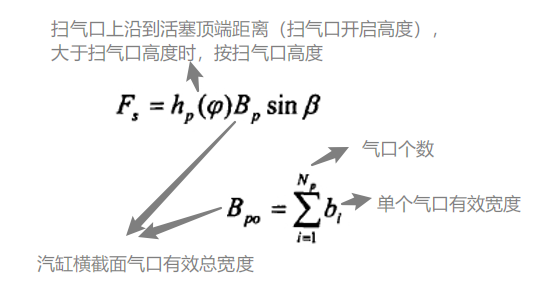 扫气口上沿到活塞顶端距离（扫气口开启高度），
大于扫气口高度时，按扫气口高度
F_s = h_p(φ)B_p sin β
气口个数
B_{po} = \sum_{i=1}^{N_p} b_i
单个气口有效宽度
汽缸横截面气口有效总宽度